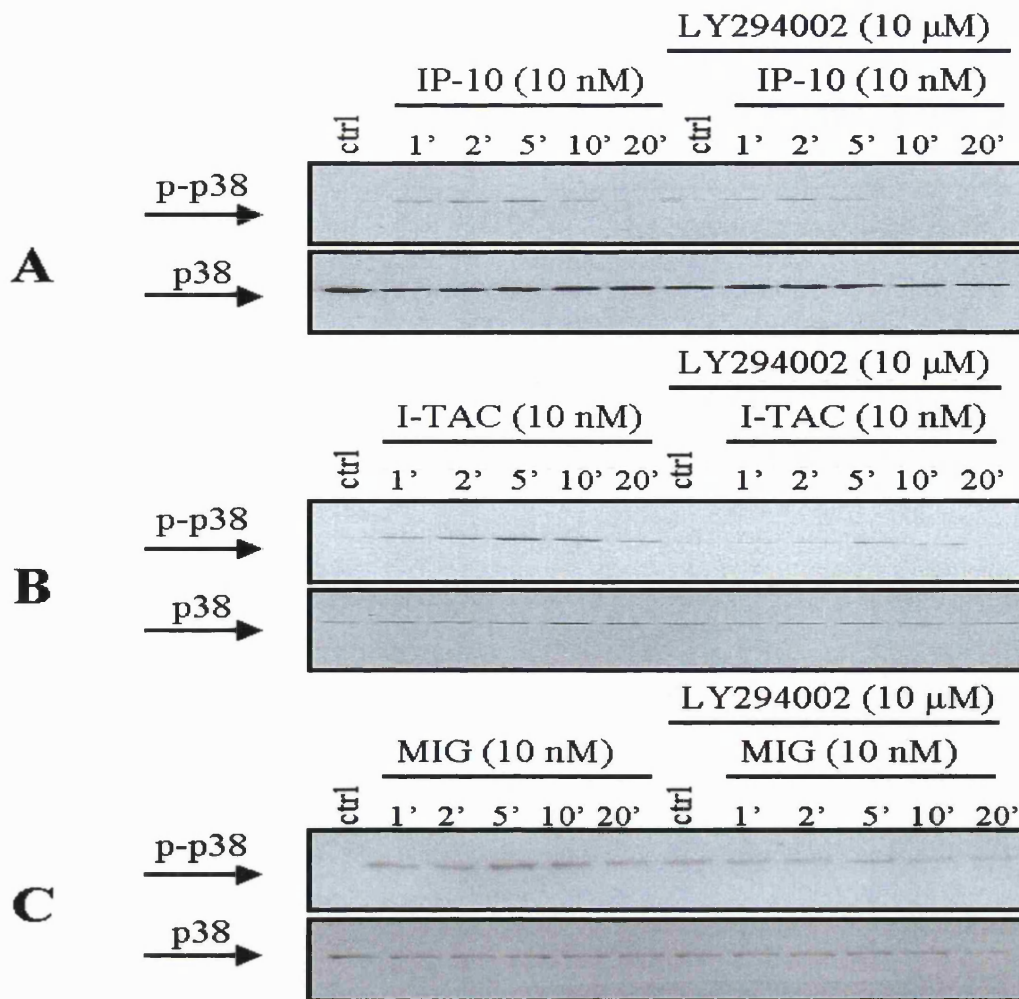 LY294002 (10 µM)
IP-10 (10 nM) IP-10 (10 nM)
ctrl 1’ 2’ 5’ 10’ 20’ ctrl 1’ 2’ 5’ 10’ 20’
p-p38
A
p38
LY294002 (10 µM)
I-TAC (10 nM) I-TAC (10 nM)
ctrl 1’ 2’ 5’ 10’ 20’ ctrl 1’ 2’ 5’ 10’ 20’
p-p38
B
p38
LY294002 (10 µM)
MIG (10 nM) MIG (10 nM)
ctrl 1’ 2’ 5’ 10’ 20’ ctrl 1’ 2’ 5’ 10’ 20’
p-p38
C
p38